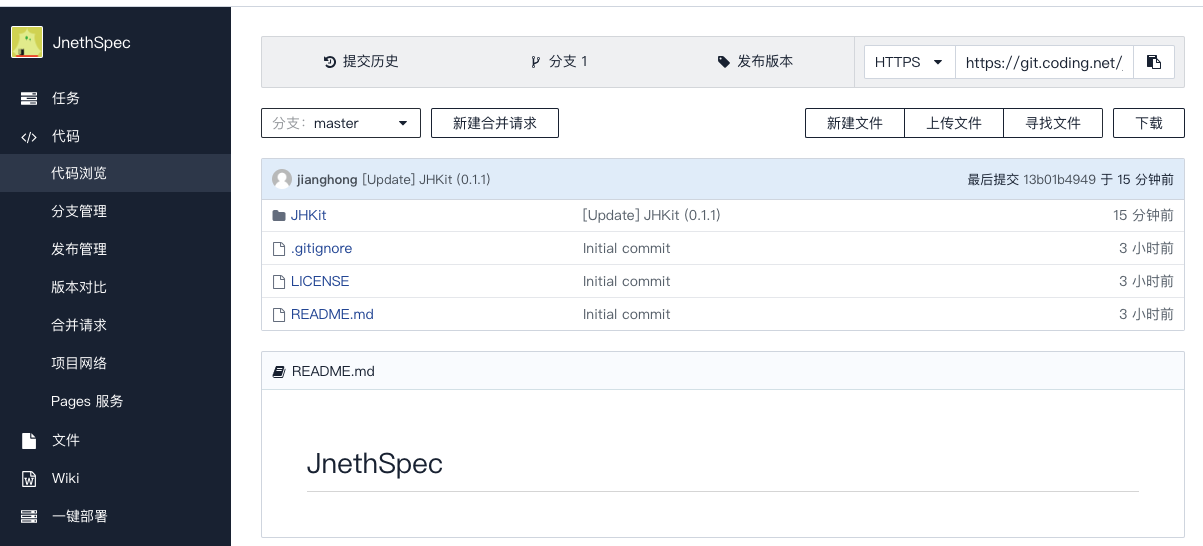 JnethSpec
任务
代码
代码浏览
分支管理
发布管理
版本对比
合并请求
项目网络
Pages 服务
文件
Wiki
一键部署
提交历史 分支 1 发布版本 HTTPS https://git.coding.net/
分支: master 新建合并请求 新建文件 上传文件 寻找文件 下载
jianghong [Update] JHKit (0.1.1) 最后提交 13b01b4949 于 15 分钟前
JHKit [Update] JHKit (0.1.1) 15 分钟前
.gitignore Initial commit 3 小时前
LICENSE Initial commit 3 小时前
README.md Initial commit 3 小时前
README.md
JnethSpec